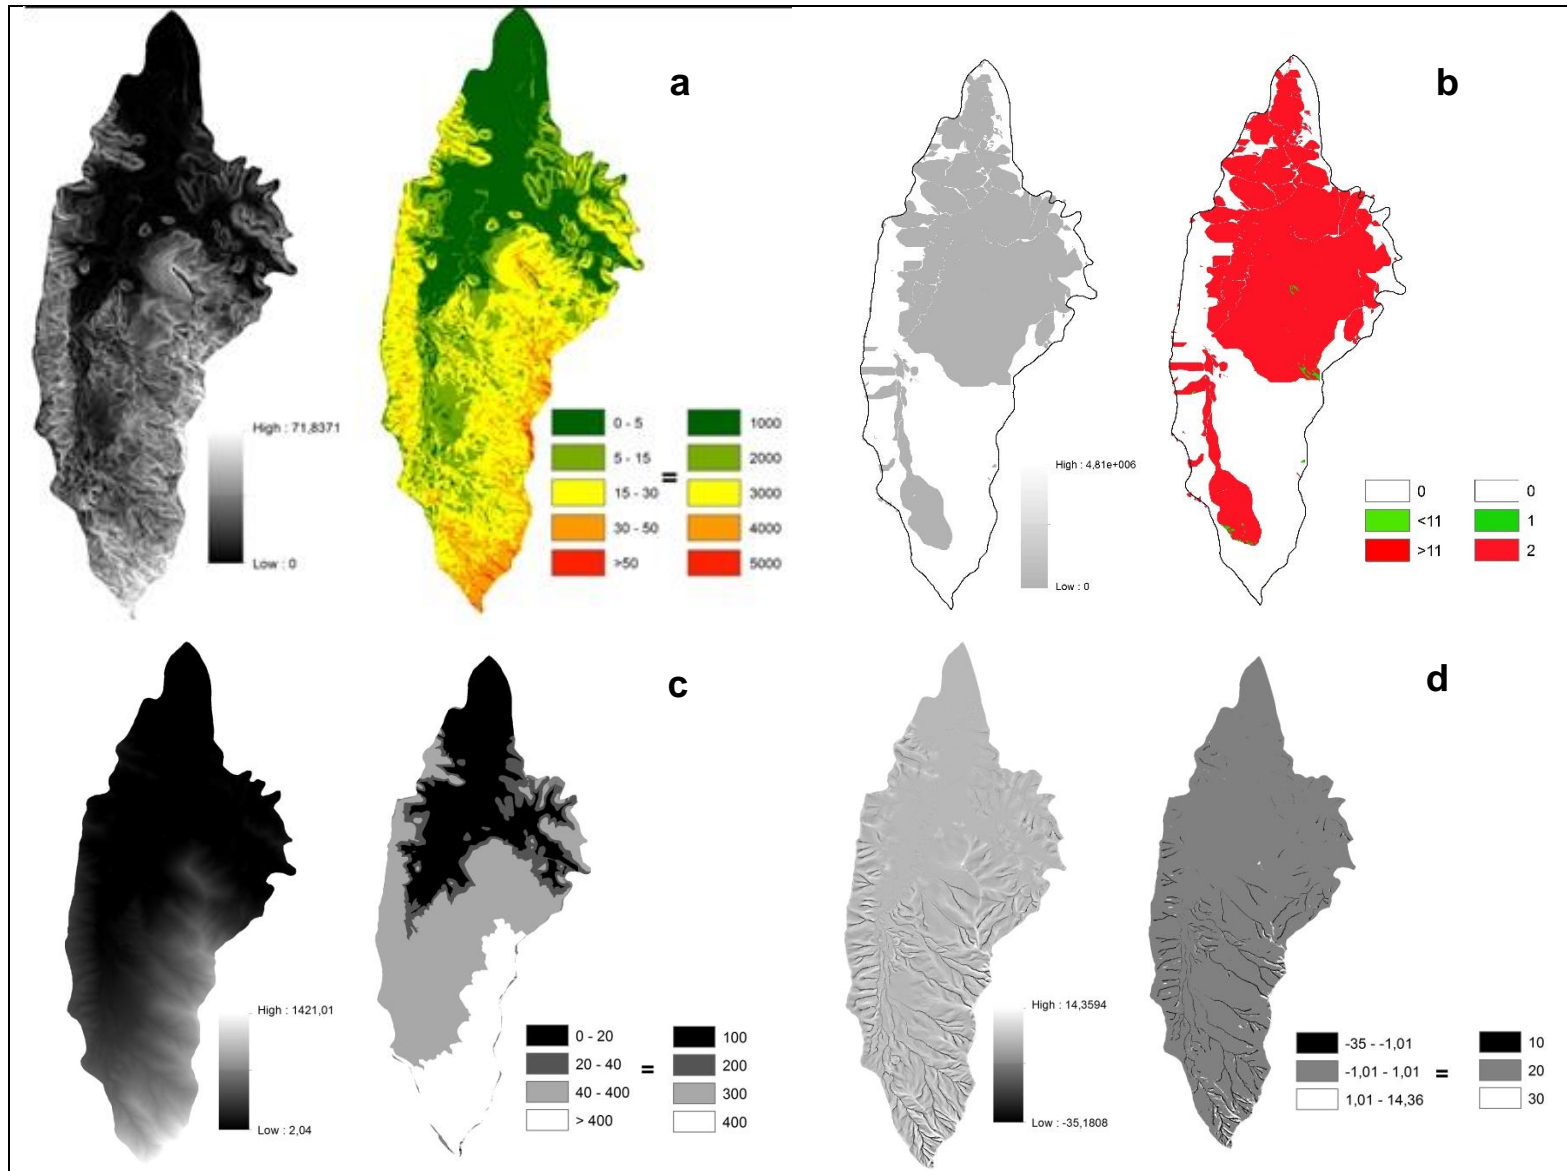 a
High : 71,8371
Low : 0
0 - 5
5 - 15
15 - 30
30 - 50
>50
=
1000
2000
3000
4000
5000
b
High : 4,81e+006
Low : 0
0
<11
>11
0
1
2
c
High : 1421,01
Low : 2,04
0 - 20
20 - 40
40 - 400
> 400
=
100
200
300
400
d
High : 14,3594
Low : -35,1808
-35 - -1,01
-1,01 - 1,01
1,01 - 14,36
=
10
20
30